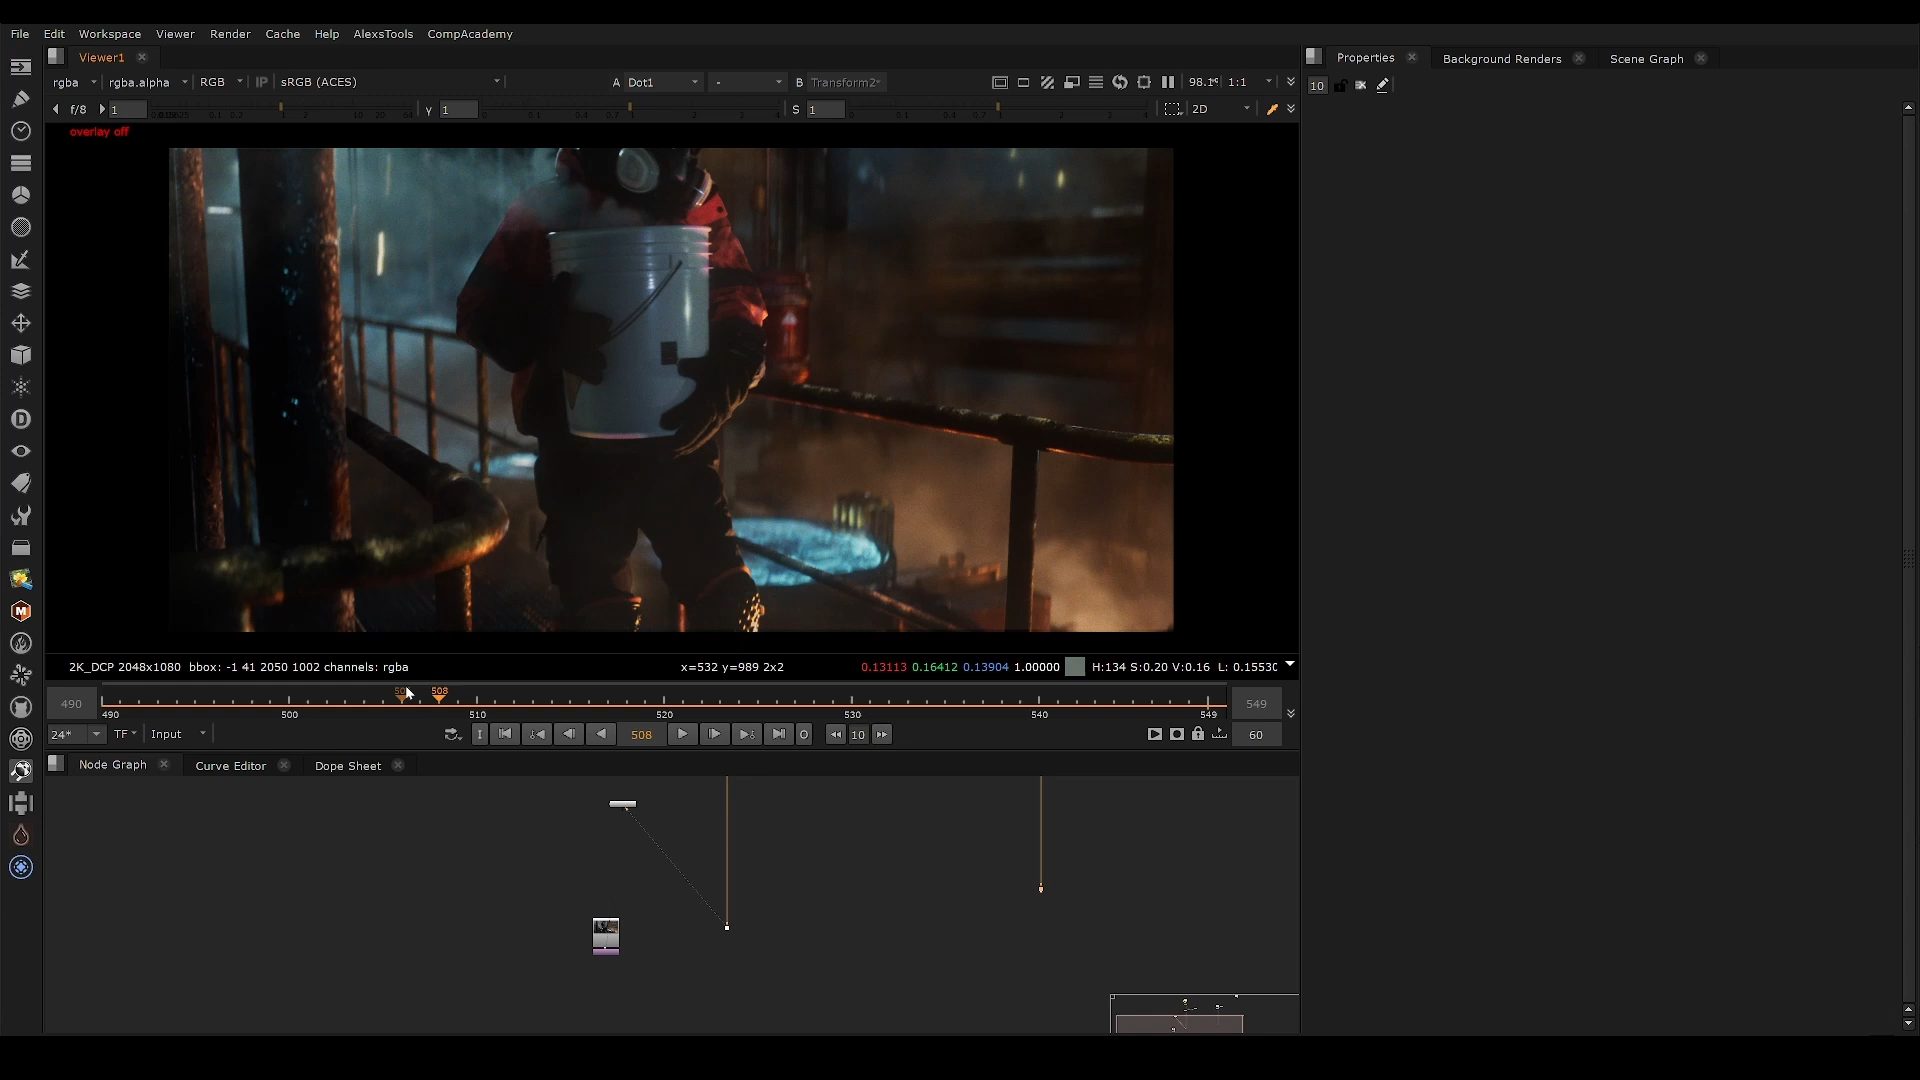 File Edit Workspace Viewer Render Cache Help AlexsTools CompAcademy
Viewer1
Properties Background Renders Scene Graph
rgba rgba.alpha RGB IP sRGB (ACES) A Dot1 - B Transform2 1:1
10
f/8 1 Y 1 S 1 2D
overlay off
2K_DCP 2048x1080 bbox: -1 41 2050 1002 channels: rgba x=532 y=989 2x2 0.13113 0.16412 0.13904 1.00000 H:134 S:0.20 V:0.16 L: 0.1553
508
490 490 500 510 520 530 540 549 549
24* TF Input I 508 O 10 60
Node Graph Curve Editor Dope Sheet